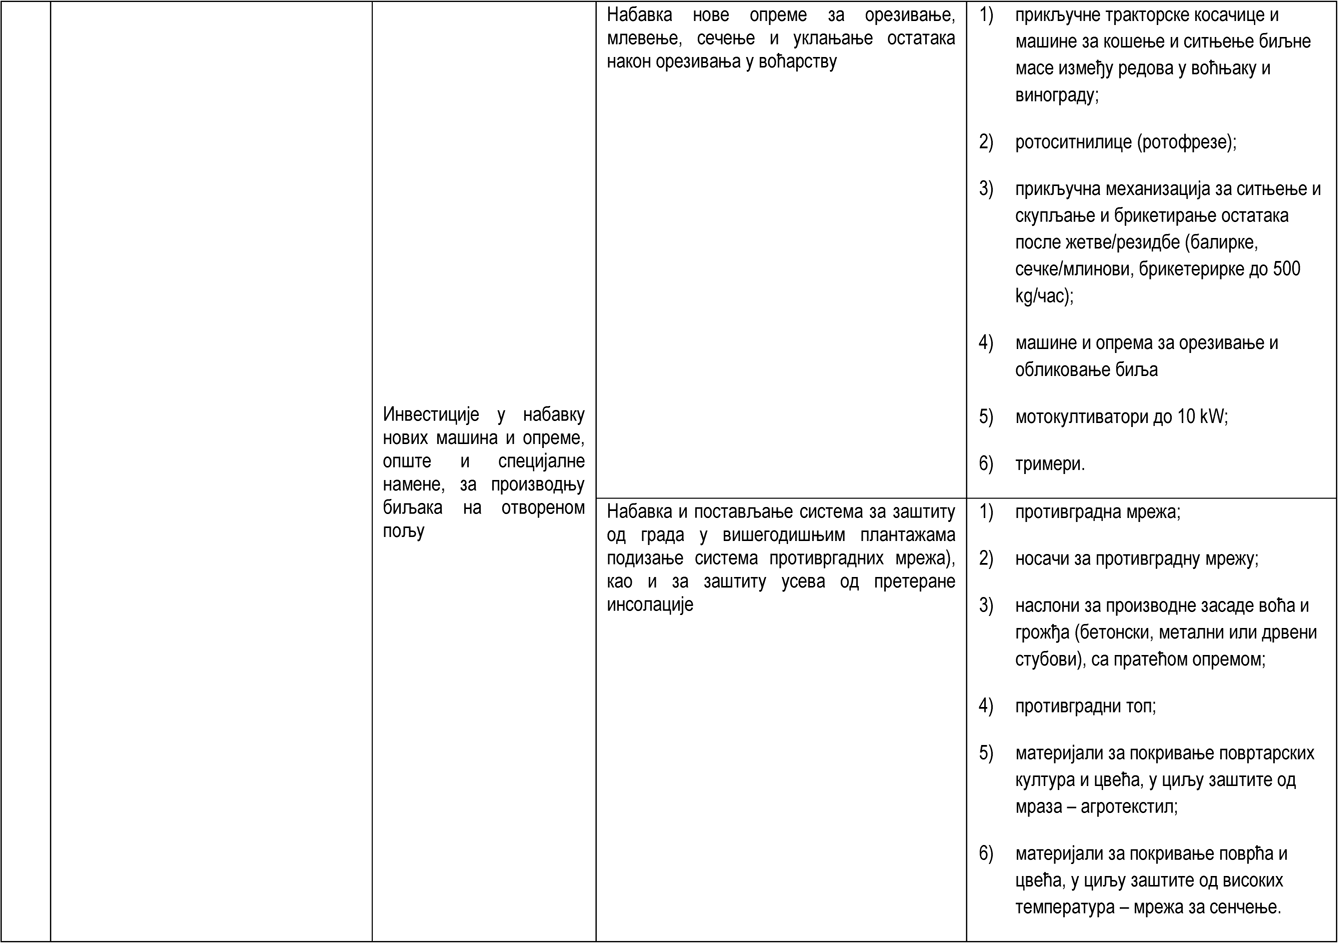 Инвестиције у набавку
нових машина и опреме,
опште и специјалне
намене, за производњу
биљака на отвореном
пољу
Набавка нове опреме за орезивање,
млевење, сечење и уклањање остатака
након орезивања у воћарству
1) прикључне тракторске косачице и
машине за кошење и ситњење биљне
масе између редова у воћњаку и
винограду;
2) ротоситнилице (ротофрезе);
3) прикључна механизација за ситњење и
скупљање и брикетирање остатака
после жетве/резидбе (балирке,
сечке/млинови, брикетерирке до 500
kg/час);
4) машине и опрема за орезивање и
обликовање биља
5) мотокултиватори до 10 kW;
6) тримери.
Набавка и постављање система за заштиту
од града у вишегодишњим плантажама
подизање система противргадних мрежа),
као и за заштиту усева од претеране
инсолације
1) противградна мрежа;
2) носачи за противградну мрежу;
3) наслони за производне засаде воћа и
грожђа (бетонски, метални или дрвени
стубови), са пратећом опремом;
4) противградни топ;
5) материјали за покривање повртарских
култура и цвећа, у циљу заштите од
мраза – агротекстил;
6) материјали за покривање поврћа и
цвећа, у циљу заштите од високих
температура – мрежа за сенчење.